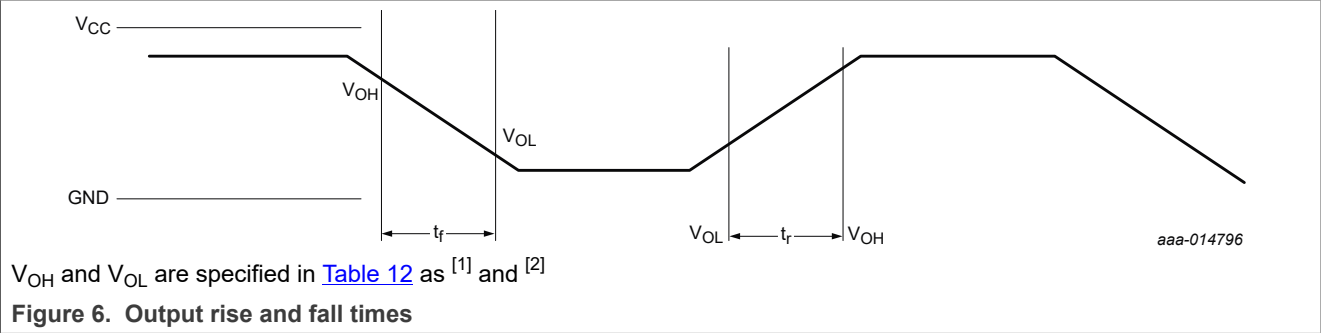 VCC
VOH
VOL
GND
tf
VOL
tr
VOH
aaa-014796
VOH and VOL are specified in Table 12 as [1] and [2]
Figure 6. Output rise and fall times